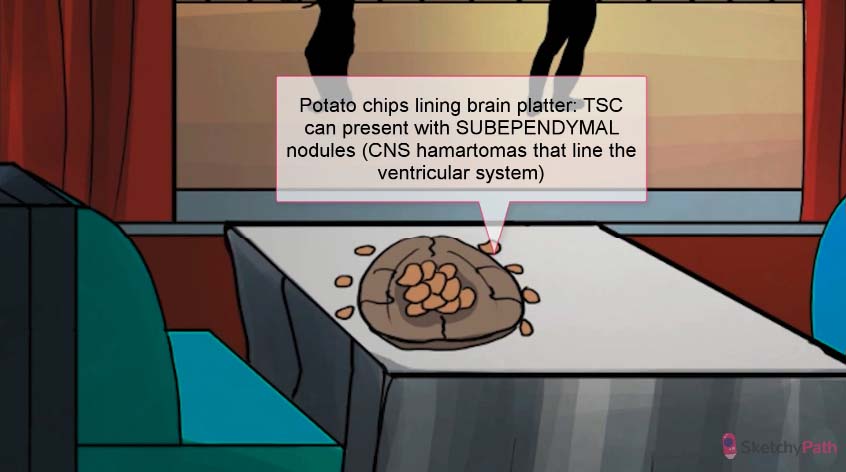 Potato chips lining brain platter: TSC
can present with SUBEPENDYMAL
nodules (CNS hamartomas that line the
ventricular system)
SketchyPath